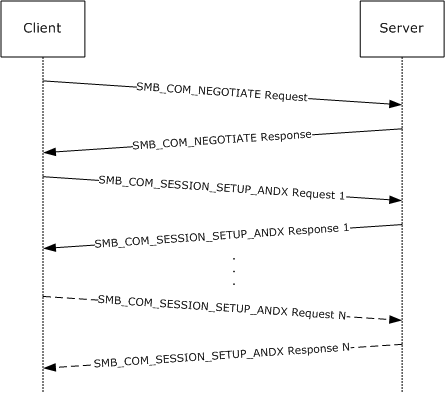 Client
Server
SMB_COM_NEGOTIATE Request
SMB_COM_NEGOTIATE Response
SMB_COM_SESSION_SETUP_ANDX Request 1
SMB_COM_SESSION_SETUP_ANDX Response 1
.
.
.
SMB_COM_SESSION_SETUP_ANDX Request N
SMB_COM_SESSION_SETUP_ANDX Response N